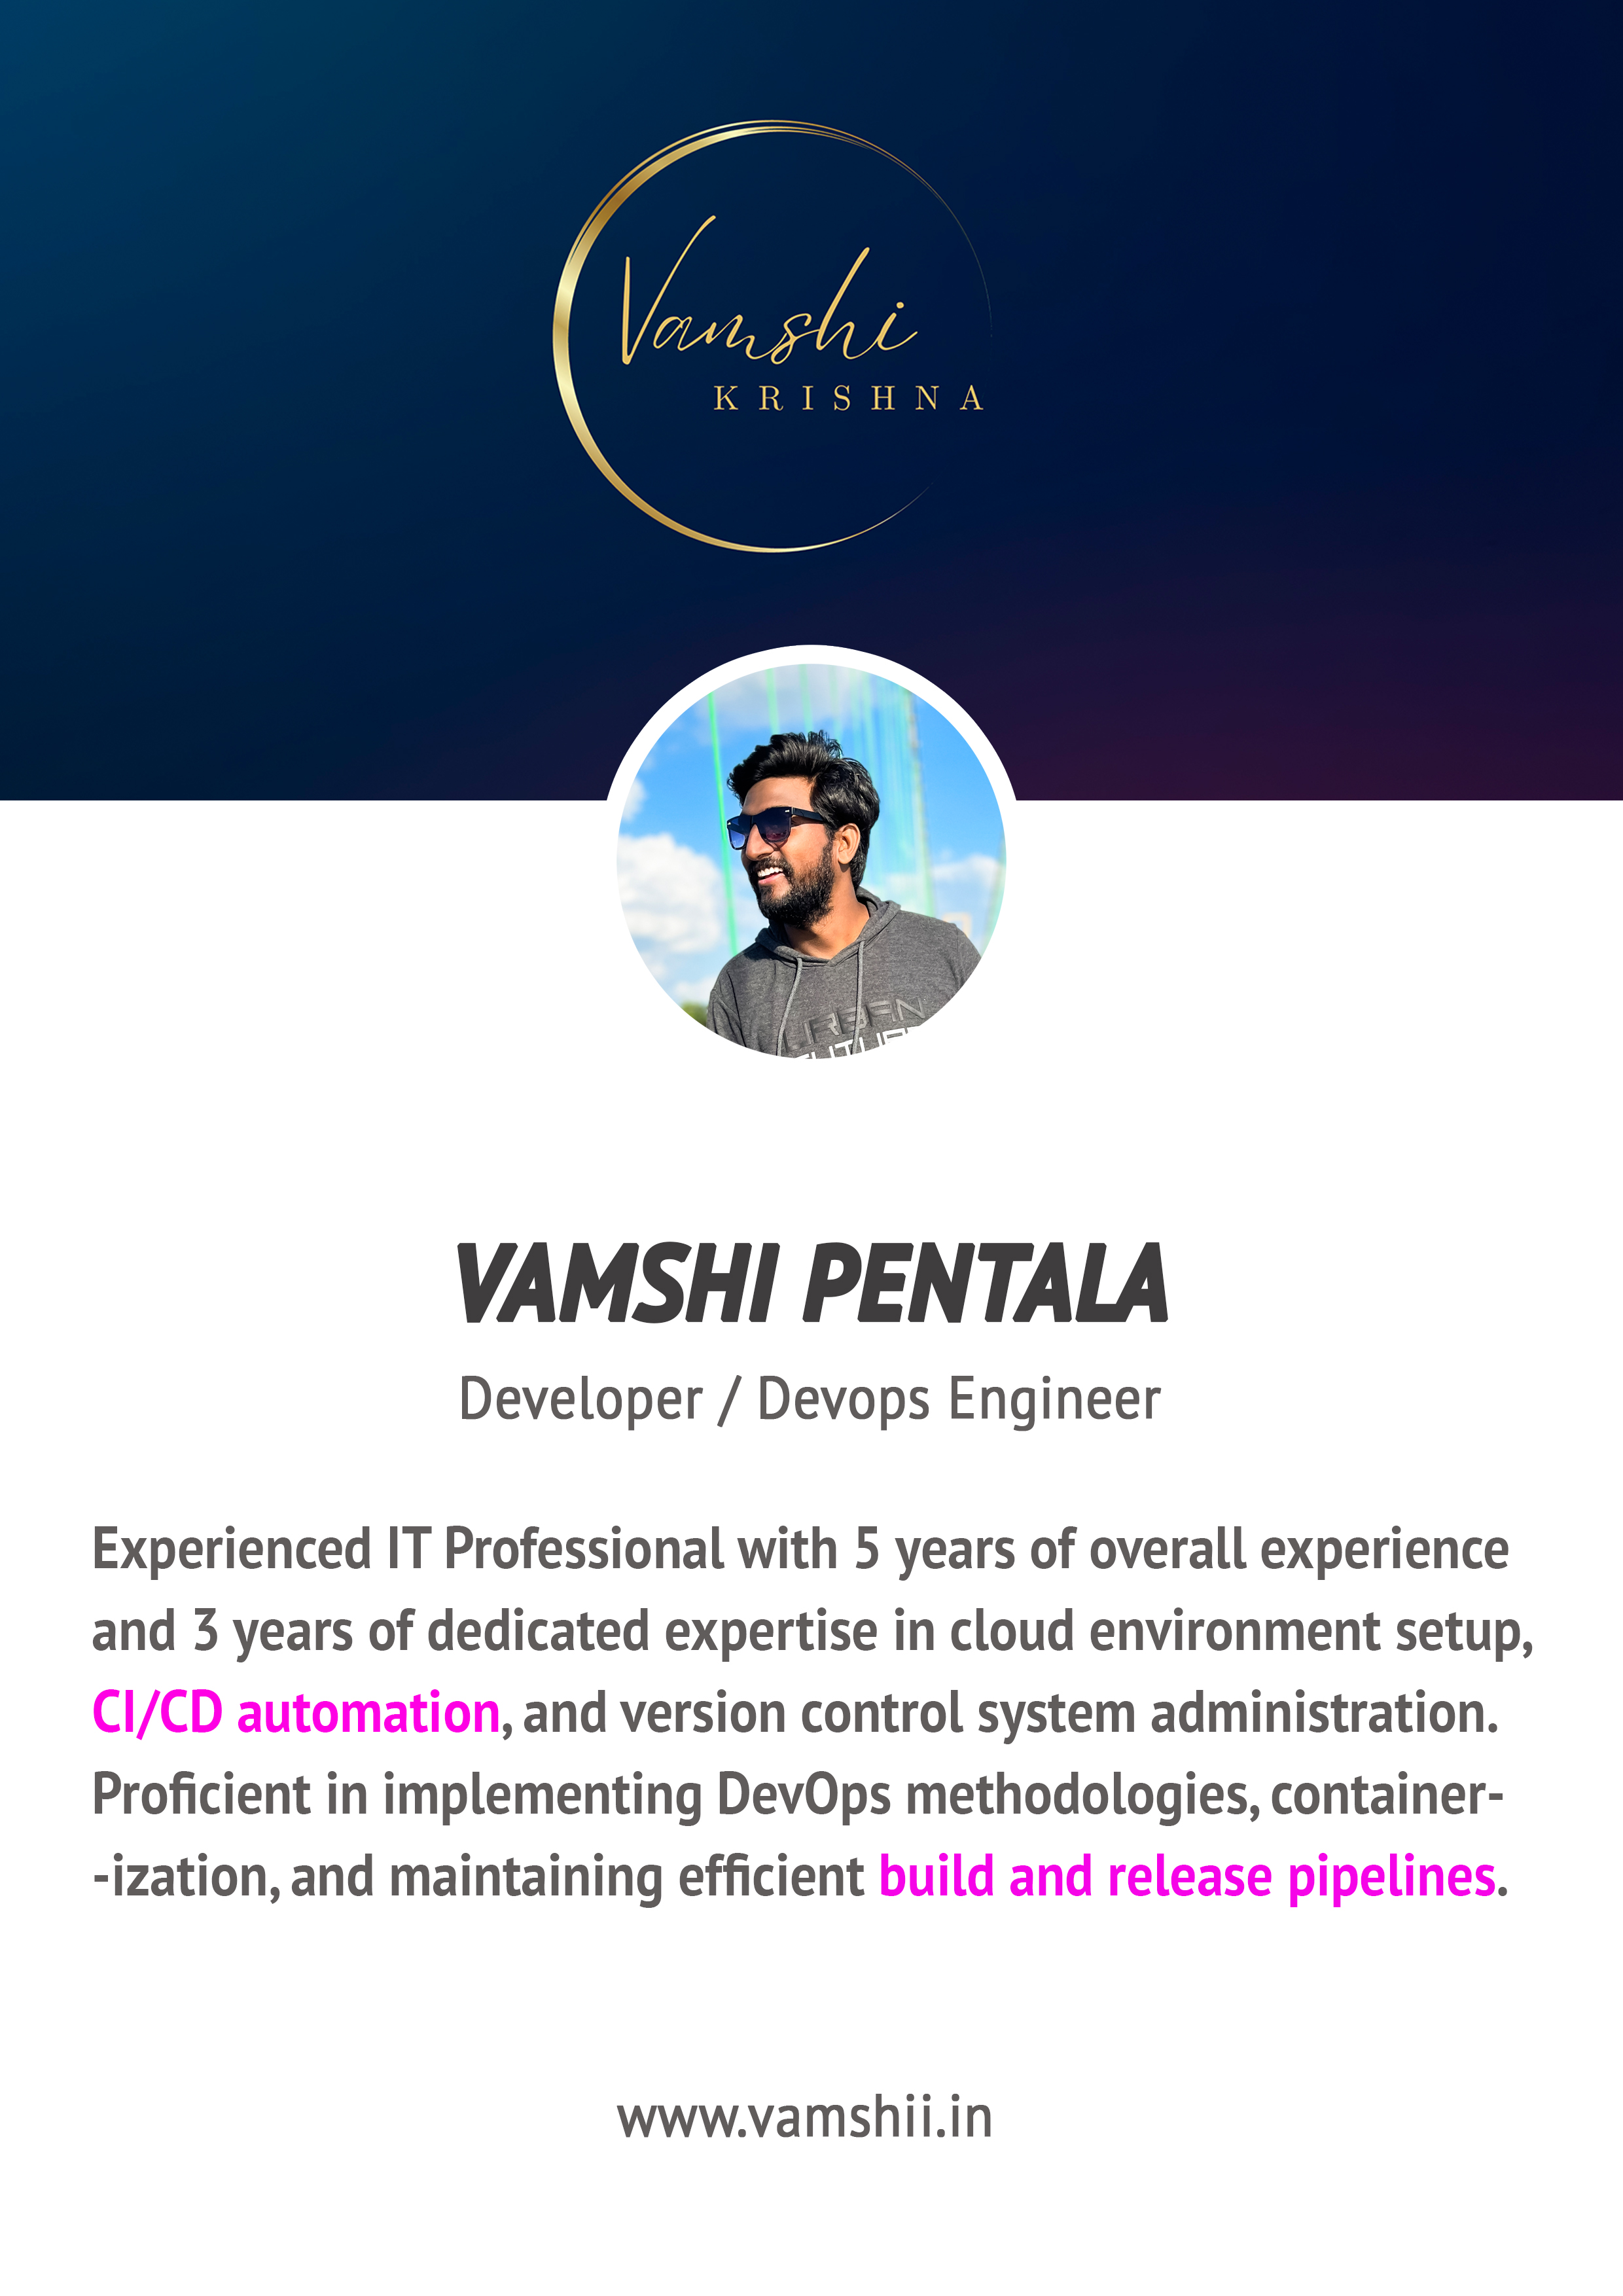 Vamshi
KRISHNA
URBAN
VAMSHI PENTALA
Developer / Devops Engineer
Experienced IT Professional with 5 years of overall experience
and 3 years of dedicated expertise in cloud environment setup,
CI/CD automation, and version control system administration.
Proficient in implementing DevOps methodologies, container-
-ization, and maintaining efficient build and release pipelines.
www.vamshii.in